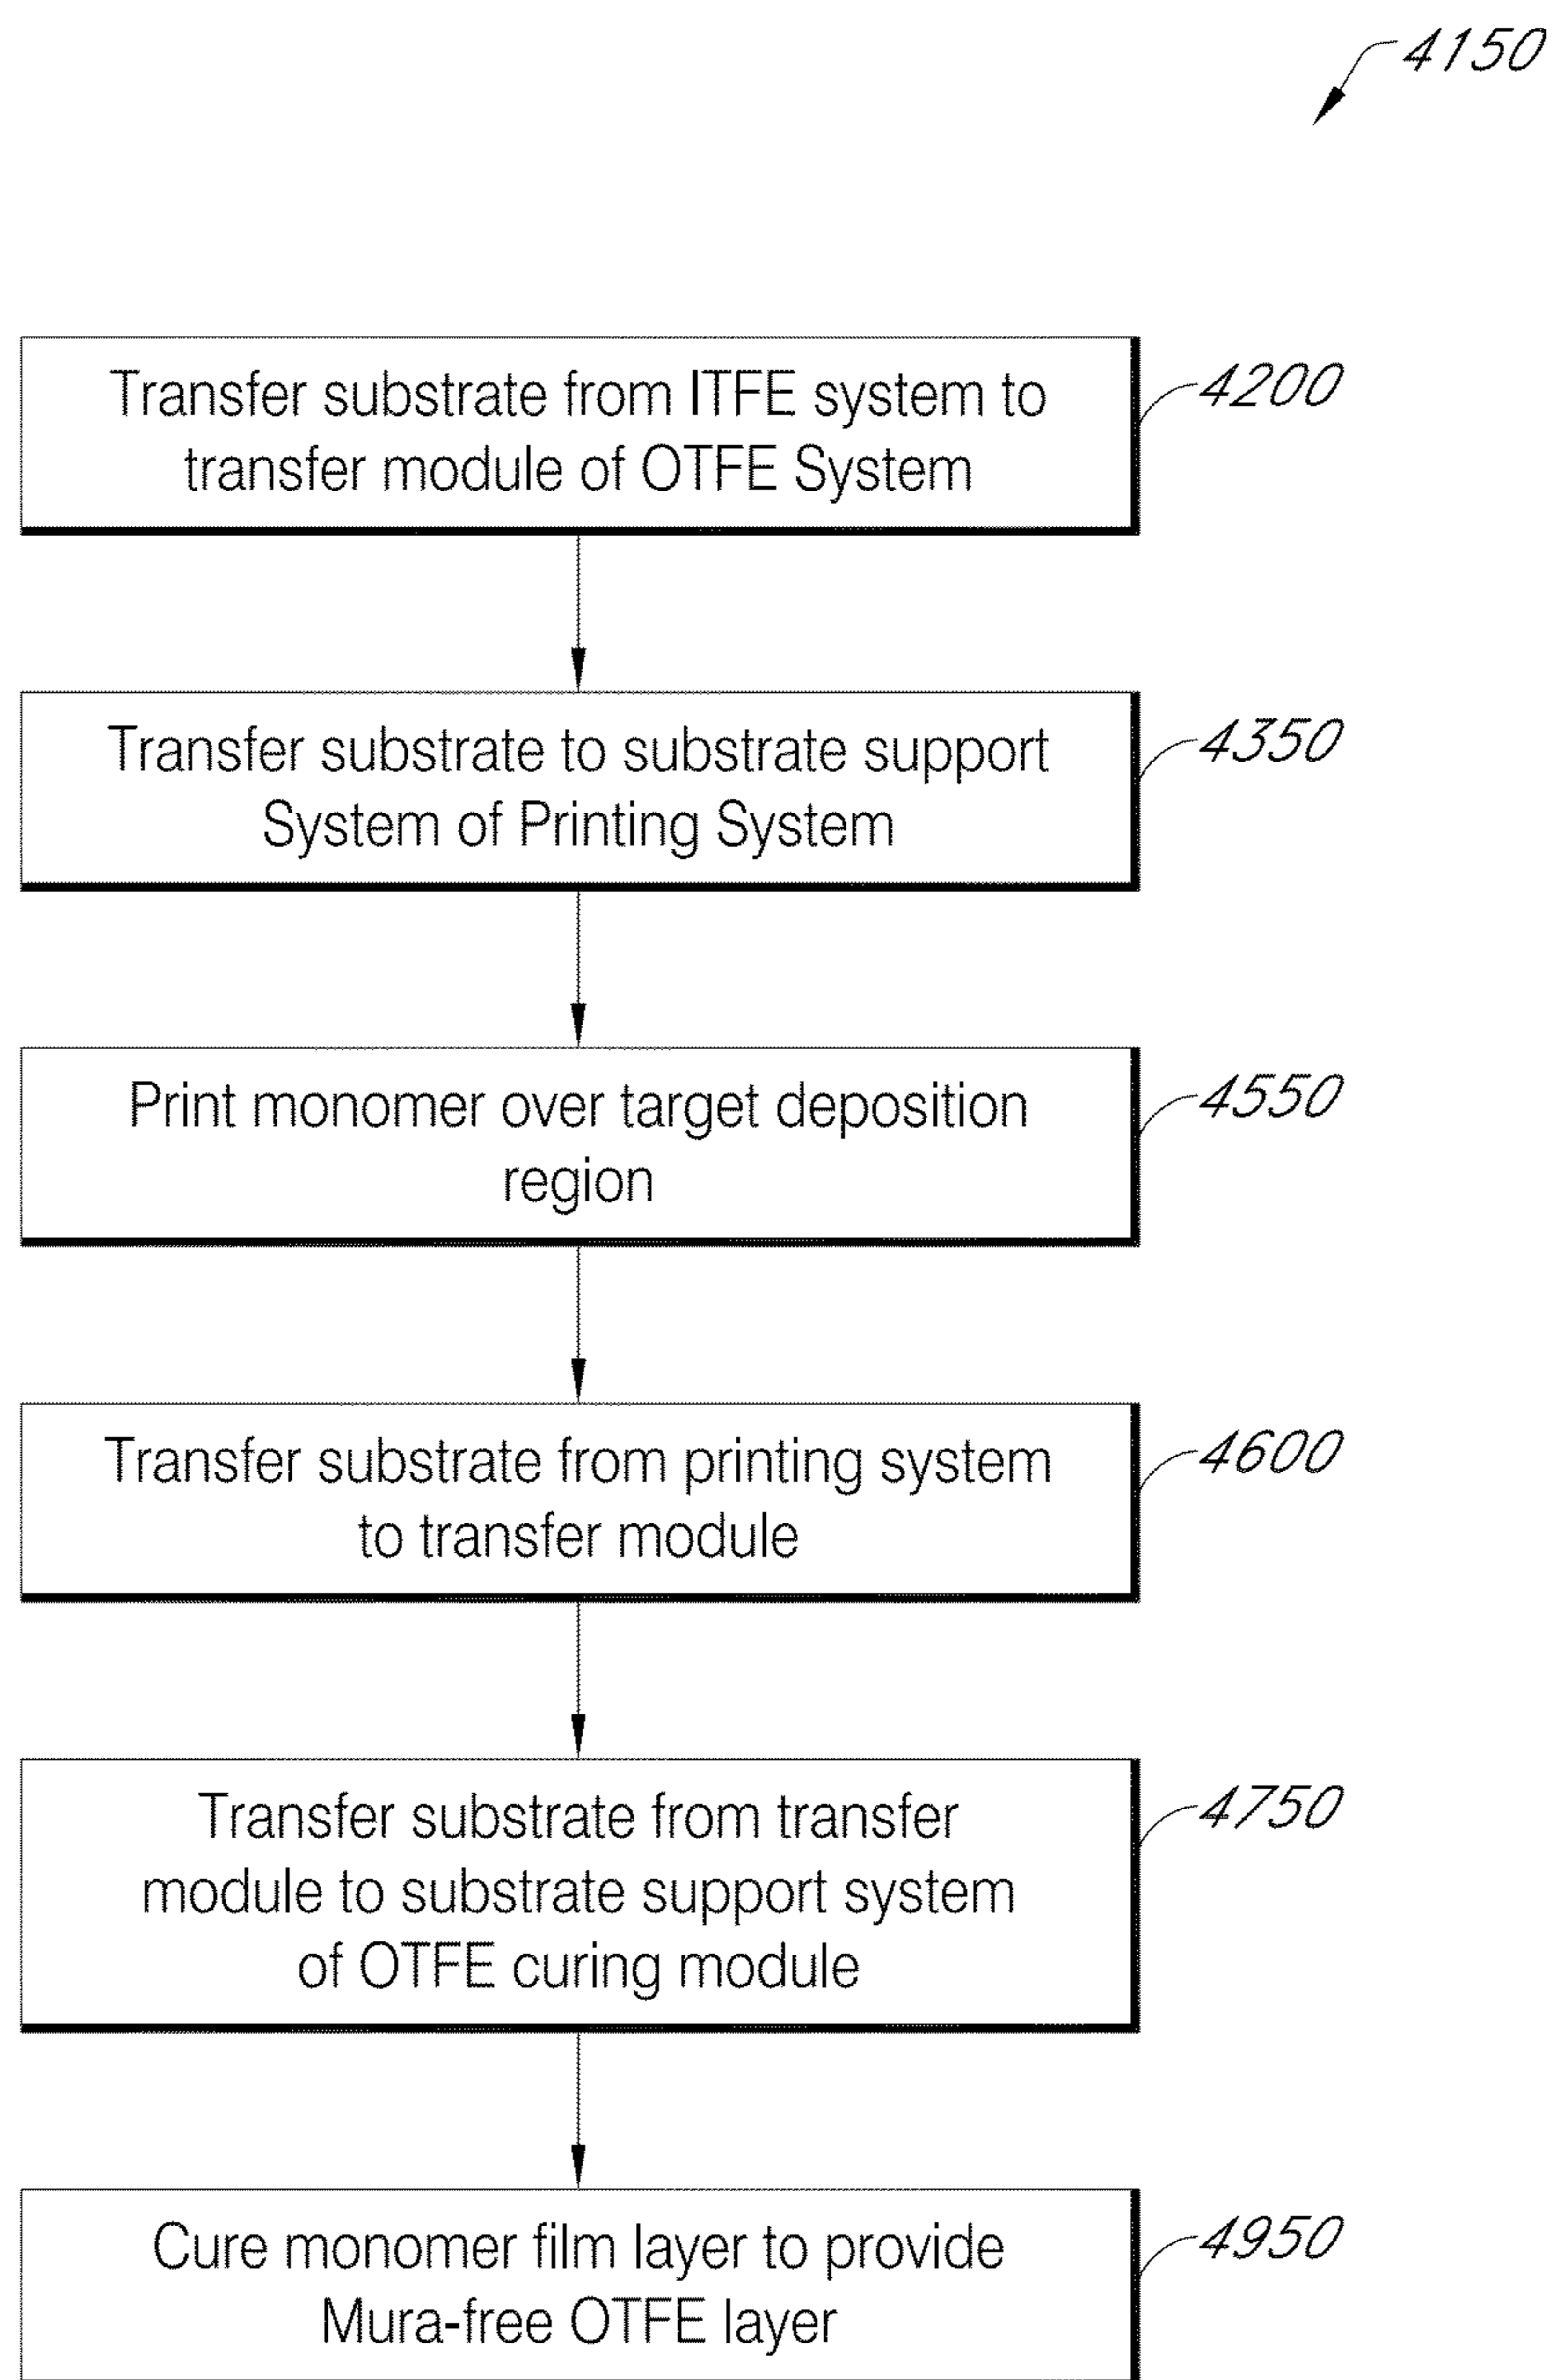 4150
Transfer substrate from ITFE system to
transfer module of OTFE System
4200
Transfer substrate to substrate support
System of Printing System
4350
Print monomer over target deposition
region
4550
Transfer substrate from printing system
to transfer module
4600
Transfer substrate from transfer
module to substrate support system
of OTFE curing module
4750
Cure monomer film layer to provide
Mura-free OTFE layer
4950